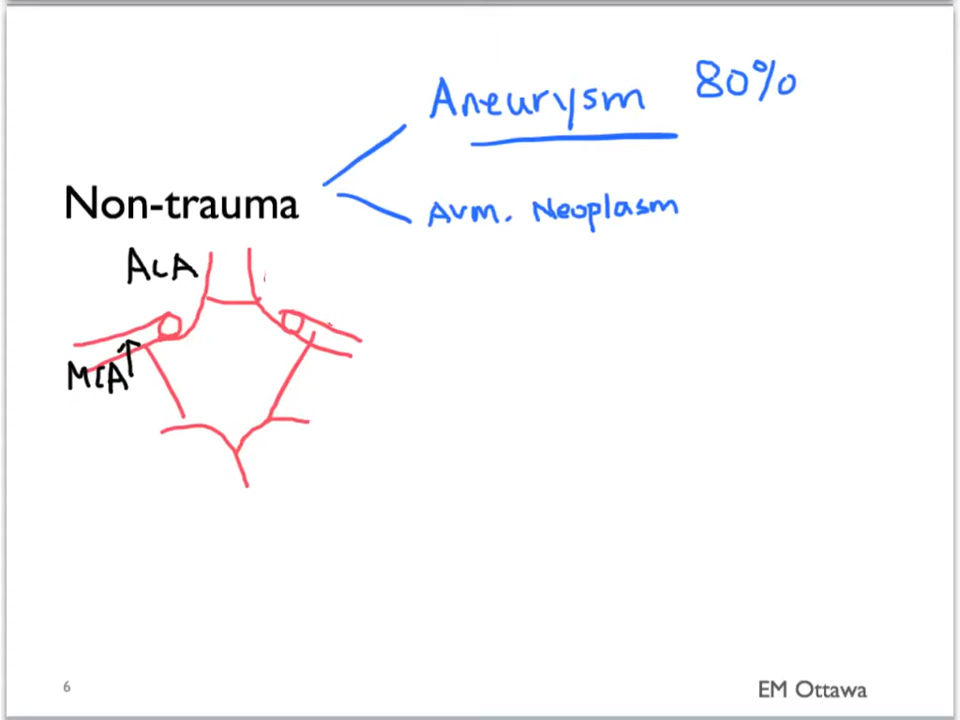 Aneurysm 80%
Non-trauma
Avm. Neoplasm
ACA
MCA
6
EM Ottawa